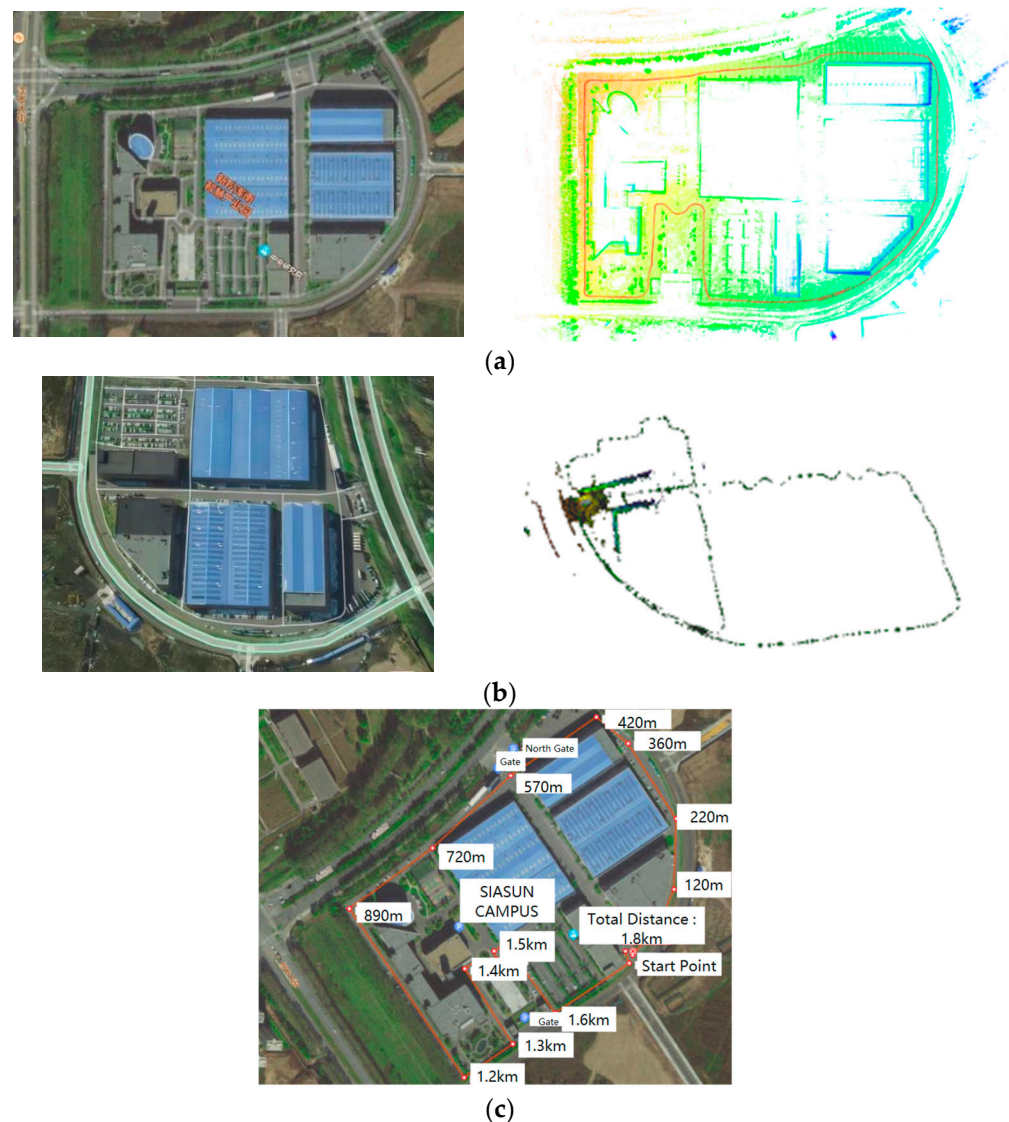 (a)
(b)
420m
360m
North Gate
Gate
570m
220m
720m
120m
SIASUN
CAMPUS
890m
Total Distance :
1.8km
1.5km
1.4km
Start Point
Gate
1.6km
1.3km
1.2km
(c)